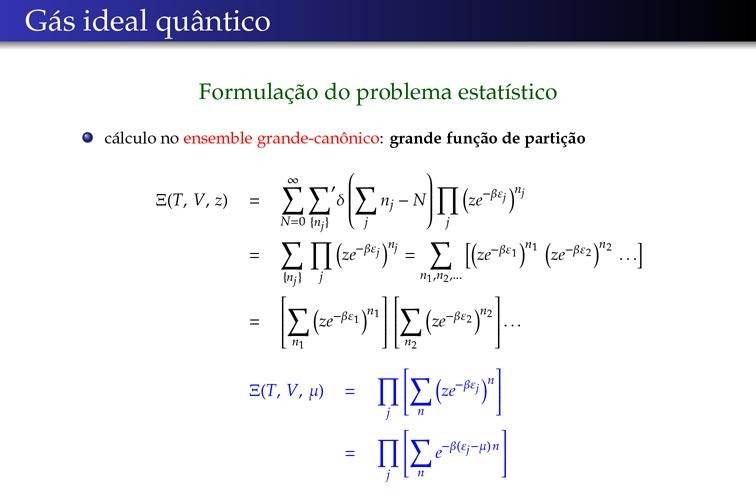 Gás ideal quântico
Formulação do problema estatístico
cálculo no ensemble grande-canônico: grande função de partição
Ξ(T, V, z) = ∑_{N=0}^{∞} ∑'_{{n_j}} δ(∑_j n_j − N) ∏_j (ze^{−βε_j})^{n_j}
= ∑_{{n_j}} ∏_j (ze^{−βε_j})^{n_j} = ∑_{n_1,n_2,...} [(ze^{−βε_1})^{n_1} (ze^{−βε_2})^{n_2} ...]
= [∑_{n_1} (ze^{−βε_1})^{n_1}] [∑_{n_2} (ze^{−βε_2})^{n_2}] ...
Ξ(T, V, μ) = ∏_j [∑_n (ze^{−βε_j})^n]
= ∏_j [∑_n e^{−β(ε_j−μ)n}]